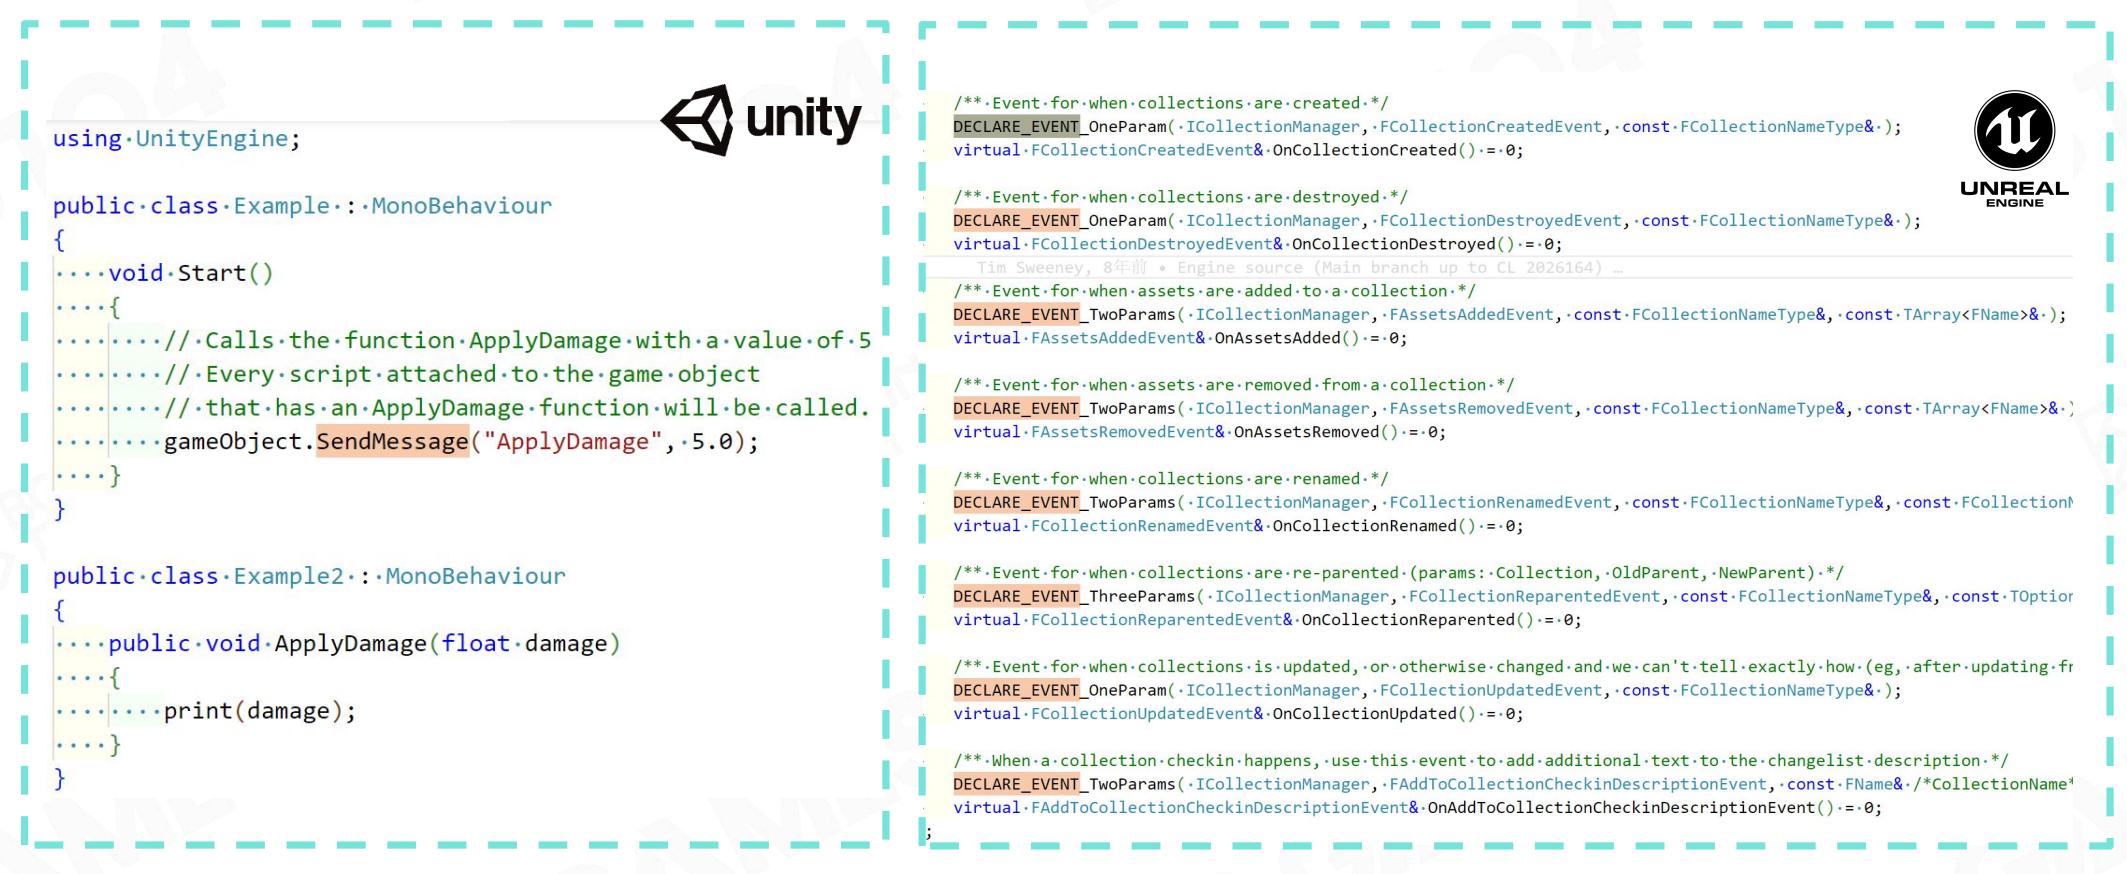 unity
using UnityEngine;
public class Example : MonoBehaviour
{
void Start()
{
// Calls the function ApplyDamage with a value of 5
// Every script attached to the game object
// that has an ApplyDamage function will be called.
gameObject.SendMessage("ApplyDamage", 5.0);
}
}
public class Example2 : MonoBehaviour
{
public void ApplyDamage(float damage)
{
print(damage);
}
}
UNREAL
ENGINE
/** Event for when collections are created */
DECLARE_EVENT_OneParam( ICollectionManager, FCollectionCreatedEvent, const FCollectionNameType& );
virtual FCollectionCreatedEvent& OnCollectionCreated() = 0;
/** Event for when collections are destroyed */
DECLARE_EVENT_OneParam( ICollectionManager, FCollectionDestroyedEvent, const FCollectionNameType& );
virtual FCollectionDestroyedEvent& OnCollectionDestroyed() = 0;
Tim Sweeney, 8年前 • Engine source (Main branch up to CL 2026164) …
/** Event for when assets are added to a collection */
DECLARE_EVENT_TwoParams( ICollectionManager, FAssetsAddedEvent, const FCollectionNameType&, const TArray<FName>& );
virtual FAssetsAddedEvent& OnAssetsAdded() = 0;
/** Event for when assets are removed from a collection */
DECLARE_EVENT_TwoParams( ICollectionManager, FAssetsRemovedEvent, const FCollectionNameType&, const TArray<FName>& )
virtual FAssetsRemovedEvent& OnAssetsRemoved() = 0;
/** Event for when collections are renamed */
DECLARE_EVENT_TwoParams( ICollectionManager, FCollectionRenamedEvent, const FCollectionNameType&, const FCollectionN
virtual FCollectionRenamedEvent& OnCollectionRenamed() = 0;
/** Event for when collections are re-parented (params: Collection, OldParent, NewParent) */
DECLARE_EVENT_ThreeParams( ICollectionManager, FCollectionReparentedEvent, const FCollectionNameType&, const TOption
virtual FCollectionReparentedEvent& OnCollectionReparented() = 0;
/** Event for when collections is updated, or otherwise changed and we can't tell exactly how (eg, after updating fr
DECLARE_EVENT_OneParam( ICollectionManager, FCollectionUpdatedEvent, const FCollectionNameType& );
virtual FCollectionUpdatedEvent& OnCollectionUpdated() = 0;
/** When a collection checkin happens, use this event to add additional text to the changelist description */
DECLARE_EVENT_TwoParams( ICollectionManager, FAddToCollectionCheckinDescriptionEvent, const FName& /*CollectionName*
virtual FAddToCollectionCheckinDescriptionEvent& OnAddToCollectionCheckinDescriptionEvent() = 0;
;